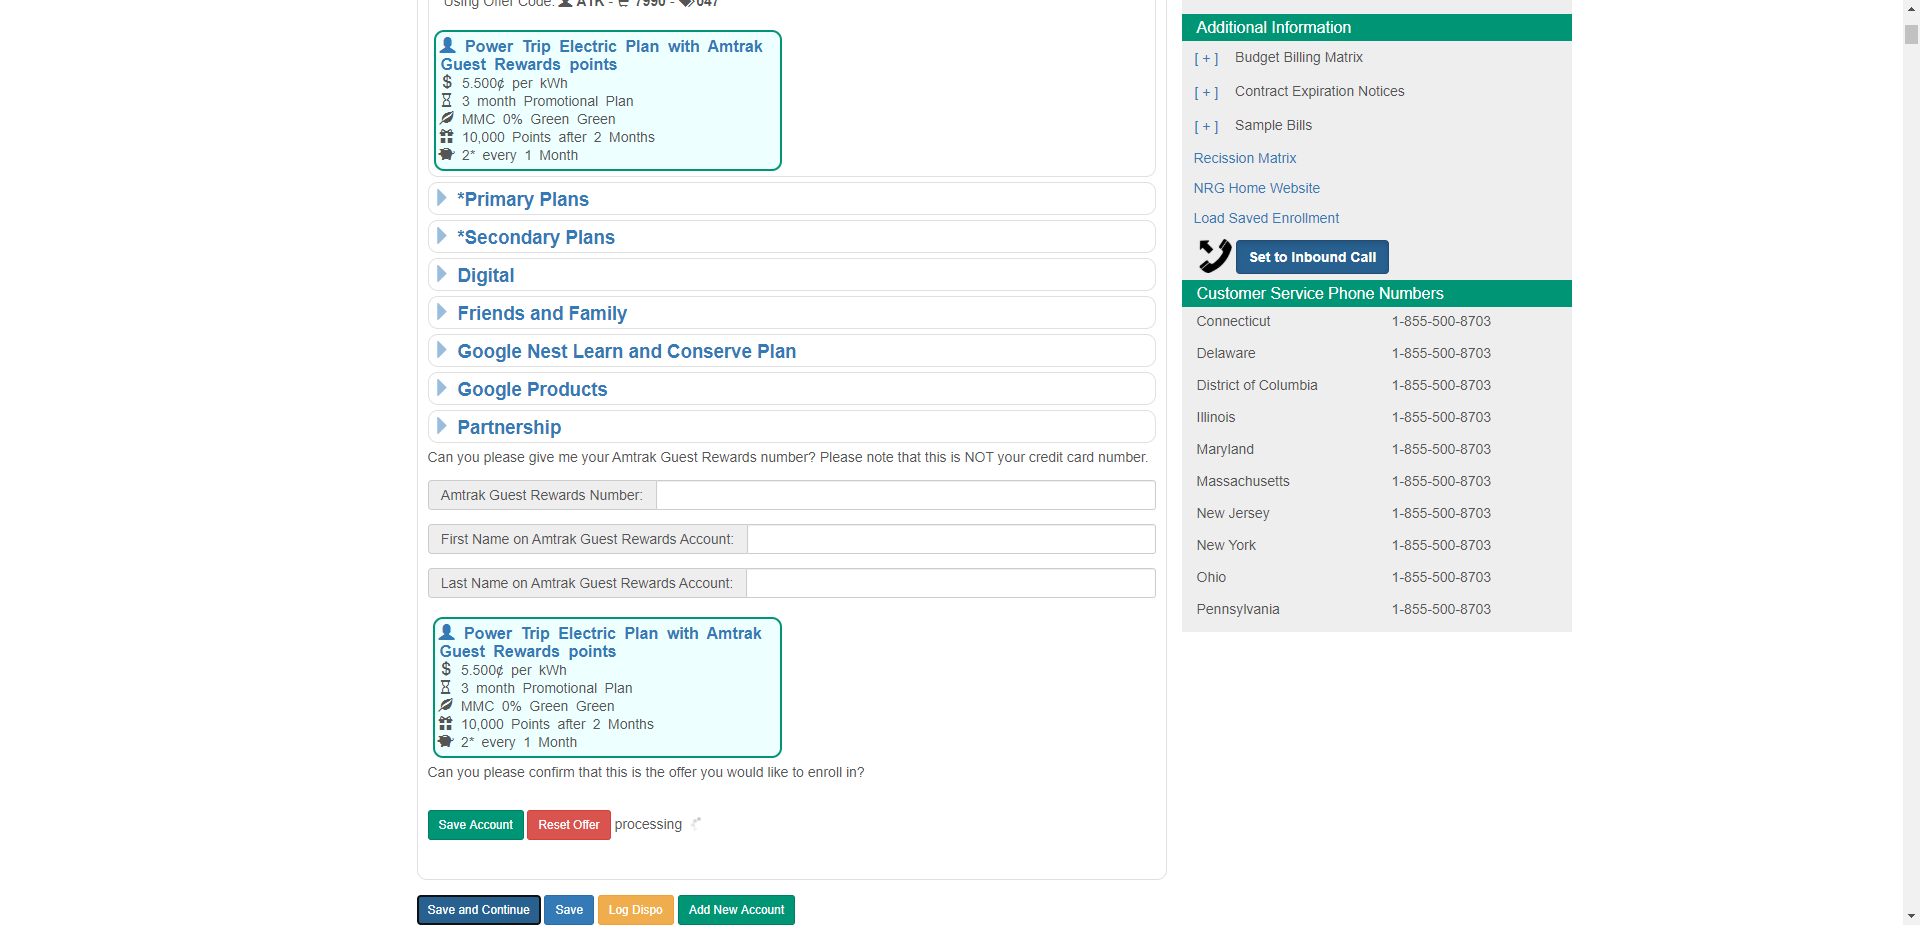 Using Offer Code: ATK - 7990 - 047
Power Trip Electric Plan with Amtrak
Guest Rewards points
$ 5.500¢ per kWh
3 month Promotional Plan
MMC 0% Green Green
10,000 Points after 2 Months
2* every 1 Month
*Primary Plans
*Secondary Plans
Digital
Friends and Family
Google Nest Learn and Conserve Plan
Google Products
Partnership
Can you please give me your Amtrak Guest Rewards number? Please note that this is NOT your credit card number.
Amtrak Guest Rewards Number:
First Name on Amtrak Guest Rewards Account:
Last Name on Amtrak Guest Rewards Account:
Power Trip Electric Plan with Amtrak
Guest Rewards points
$ 5.500¢ per kWh
3 month Promotional Plan
MMC 0% Green Green
10,000 Points after 2 Months
2* every 1 Month
Can you please confirm that this is the offer you would like to enroll in?
Save Account Reset Offer processing
Save and Continue Save Log Dispo Add New Account
Additional Information
[ + ] Budget Billing Matrix
[ + ] Contract Expiration Notices
[ + ] Sample Bills
Recission Matrix
NRG Home Website
Load Saved Enrollment
Set to Inbound Call
Customer Service Phone Numbers
Connecticut 1-855-500-8703
Delaware 1-855-500-8703
District of Columbia 1-855-500-8703
Illinois 1-855-500-8703
Maryland 1-855-500-8703
Massachusetts 1-855-500-8703
New Jersey 1-855-500-8703
New York 1-855-500-8703
Ohio 1-855-500-8703
Pennsylvania 1-855-500-8703